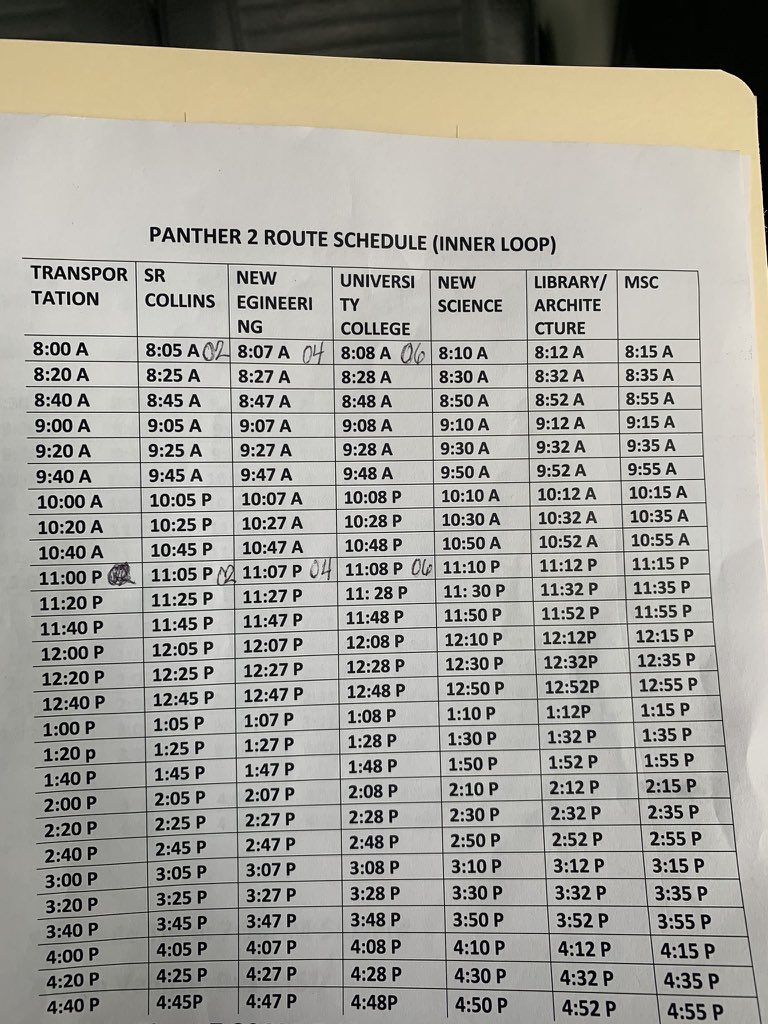 PANTHER 2 ROUTE SCHEDULE (INNER LOOP)
TRANSPORTATION SR COLLINS NEW EGINEERING UNIVERSITY COLLEGE NEW SCIENCE LIBRARY/ARCHITECTURE MSC
8:00 A 8:05 A 02 8:07 A 04 8:08 A 06 8:10 A 8:12 A 8:15 A
8:20 A 8:25 A 8:27 A 8:28 A 8:30 A 8:32 A 8:35 A
8:40 A 8:45 A 8:47 A 8:48 A 8:50 A 8:52 A 8:55 A
9:00 A 9:05 A 9:07 A 9:08 A 9:10 A 9:12 A 9:15 A
9:20 A 9:25 A 9:27 A 9:28 A 9:30 A 9:32 A 9:35 A
9:40 A 9:45 A 9:47 A 9:48 A 9:50 A 9:52 A 9:55 A
10:00 A 10:05 P 10:07 A 10:08 P 10:10 A 10:12 A 10:15 A
10:20 A 10:25 P 10:27 A 10:28 P 10:30 A 10:32 A 10:35 A
10:40 A 10:45 P 10:47 A 10:48 P 10:50 A 10:52 A 10:55 A
11:00 P 11:05 P 02 11:07 P 04 11:08 P 06 11:10 P 11:12 P 11:15 P
11:20 P 11:25 P 11:27 P 11: 28 P 11: 30 P 11:32 P 11:35 P
11:40 P 11:45 P 11:47 P 11:48 P 11:50 P 11:52 P 11:55 P
12:00 P 12:05 P 12:07 P 12:08 P 12:10 P 12:12P 12:15 P
12:20 P 12:25 P 12:27 P 12:28 P 12:30 P 12:32P 12:35 P
12:40 P 12:45 P 12:47 P 12:48 P 12:50 P 12:52P 12:55 P
1:00 P 1:05 P 1:07 P 1:08 P 1:10 P 1:12P 1:15 P
1:20 p 1:25 P 1:27 P 1:28 P 1:30 P 1:32 P 1:35 P
1:40 P 1:45 P 1:47 P 1:48 P 1:50 P 1:52 P 1:55 P
2:00 P 2:05 P 2:07 P 2:08 P 2:10 P 2:12 P 2:15 P
2:20 P 2:25 P 2:27 P 2:28 P 2:30 P 2:32 P 2:35 P
2:40 P 2:45 P 2:47 P 2:48 P 2:50 P 2:52 P 2:55 P
3:00 P 3:05 P 3:07 P 3:08 P 3:10 P 3:12 P 3:15 P
3:20 P 3:25 P 3:27 P 3:28 P 3:30 P 3:32 P 3:35 P
3:40 P 3:45 P 3:47 P 3:48 P 3:50 P 3:52 P 3:55 P
4:00 P 4:05 P 4:07 P 4:08 P 4:10 P 4:12 P 4:15 P
4:20 P 4:25 P 4:27 P 4:28 P 4:30 P 4:32 P 4:35 P
4:40 P 4:45P 4:47 P 4:48P 4:50 P 4:52 P 4:55 P